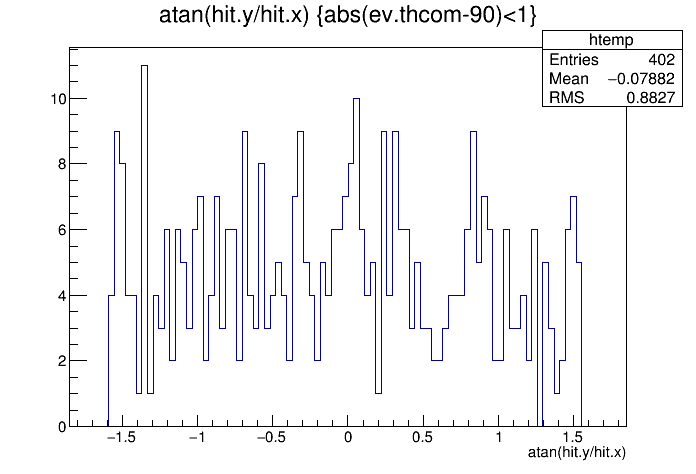 atan(hit.y/hit.x) {abs(ev.thcom-90)<1}
htemp
Entries 402
Mean −0.07882
RMS 0.8827
10
8
6
4
2
0
−1.5 −1 −0.5 0 0.5 1 1.5
atan(hit.y/hit.x)